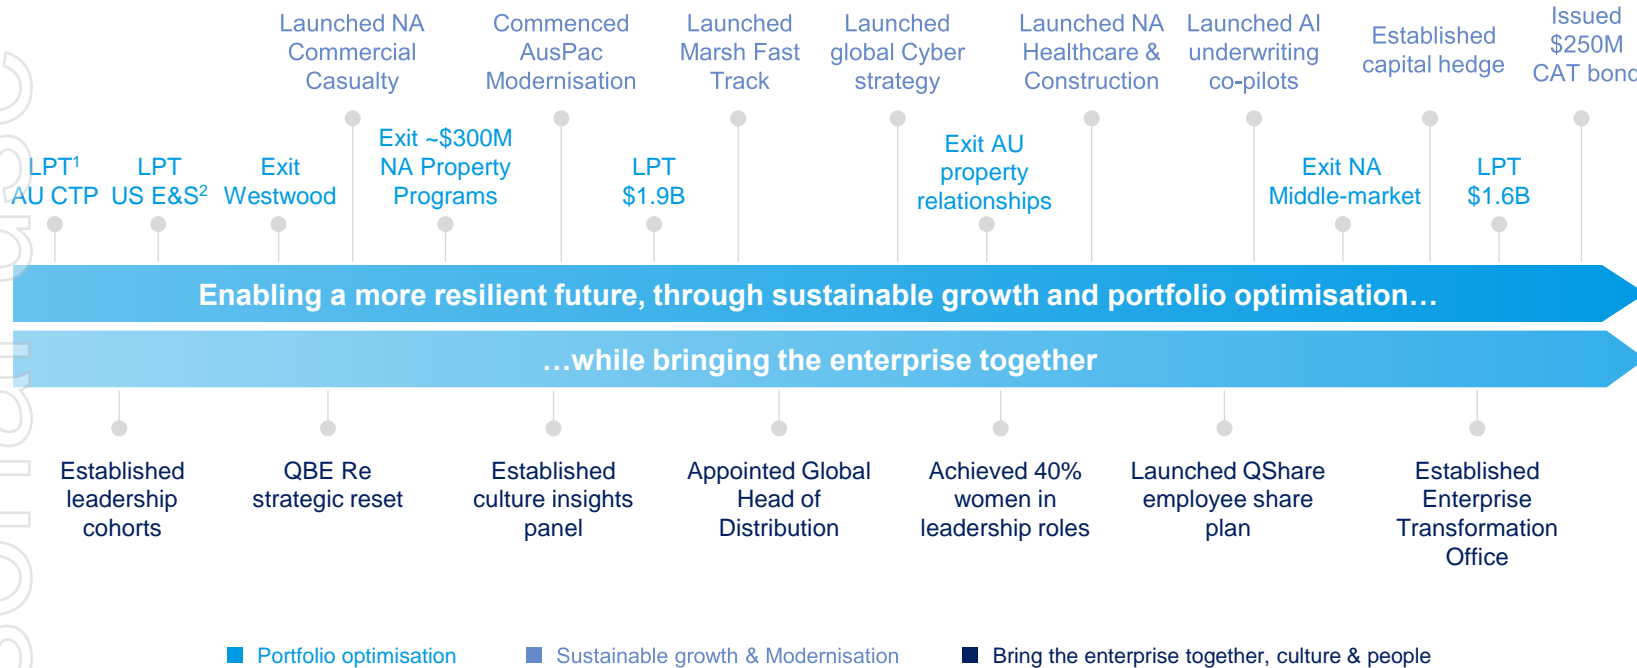 Launched NA
Commercial
Casualty
Commenced
AusPac
Modernisation
Launched
Marsh Fast
Track
Launched
global Cyber
strategy
Launched NA
Healthcare &
Construction
Launched AI
underwriting
co-pilots
Established
capital hedge
Issued
$250M
CAT bond
LPT¹
AU CTP
LPT
US E&S²
Exit
Westwood
Exit ~$300M
NA Property
Programs
LPT
$1.9B
Exit AU
property
relationships
Exit NA
Middle-market
LPT
$1.6B
Enabling a more resilient future, through sustainable growth and portfolio optimisation…
…while bringing the enterprise together
Established
leadership
cohorts
QBE Re
strategic reset
Established
culture insights
panel
Appointed Global
Head of
Distribution
Achieved 40%
women in
leadership roles
Launched QShare
employee share
plan
Established
Enterprise
Transformation
Office
Portfolio optimisation
Sustainable growth & Modernisation
Bring the enterprise together, culture & people